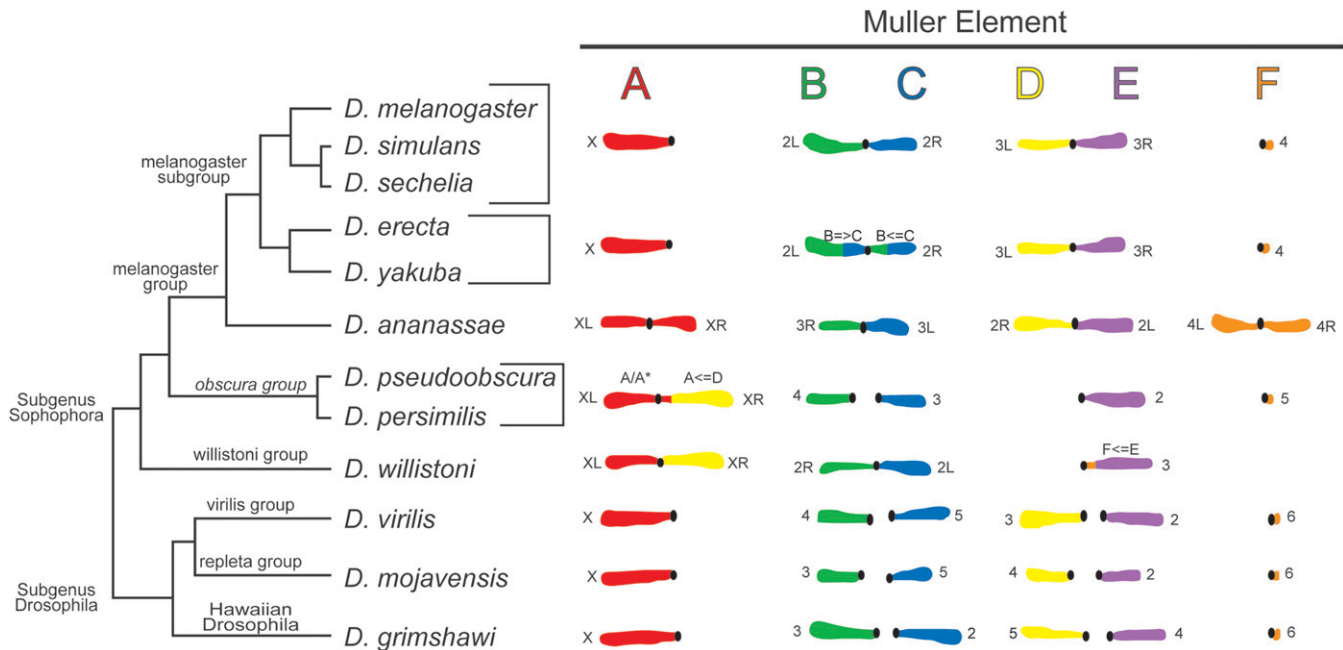 Muller Element
A B C D E F
D. melanogaster
X 2L 2R 3L 3R 4
D. simulans
melanogaster
subgroup
D. sechelia
D. erecta
B=>C B<=C
X 2L 2R 3L 3R 4
D. yakuba
melanogaster
group
D. ananassae
XL XR 3R 3L 2R 2L 4L 4R
obscura group
D. pseudoobscura
A/A* A<=D
XL XR 4 3 2 5
D. persimilis
Subgenus
Sophophora
willistoni group
D. willistoni
F<=E
XL XR 2R 2L 3
virilis group
D. virilis
X 4 5 3 2 6
repleta group
D. mojavensis
X 3 5 4 2 6
Subgenus
Drosophila
Hawaiian
Drosophila
D. grimshawi
X 3 2 5 4 6